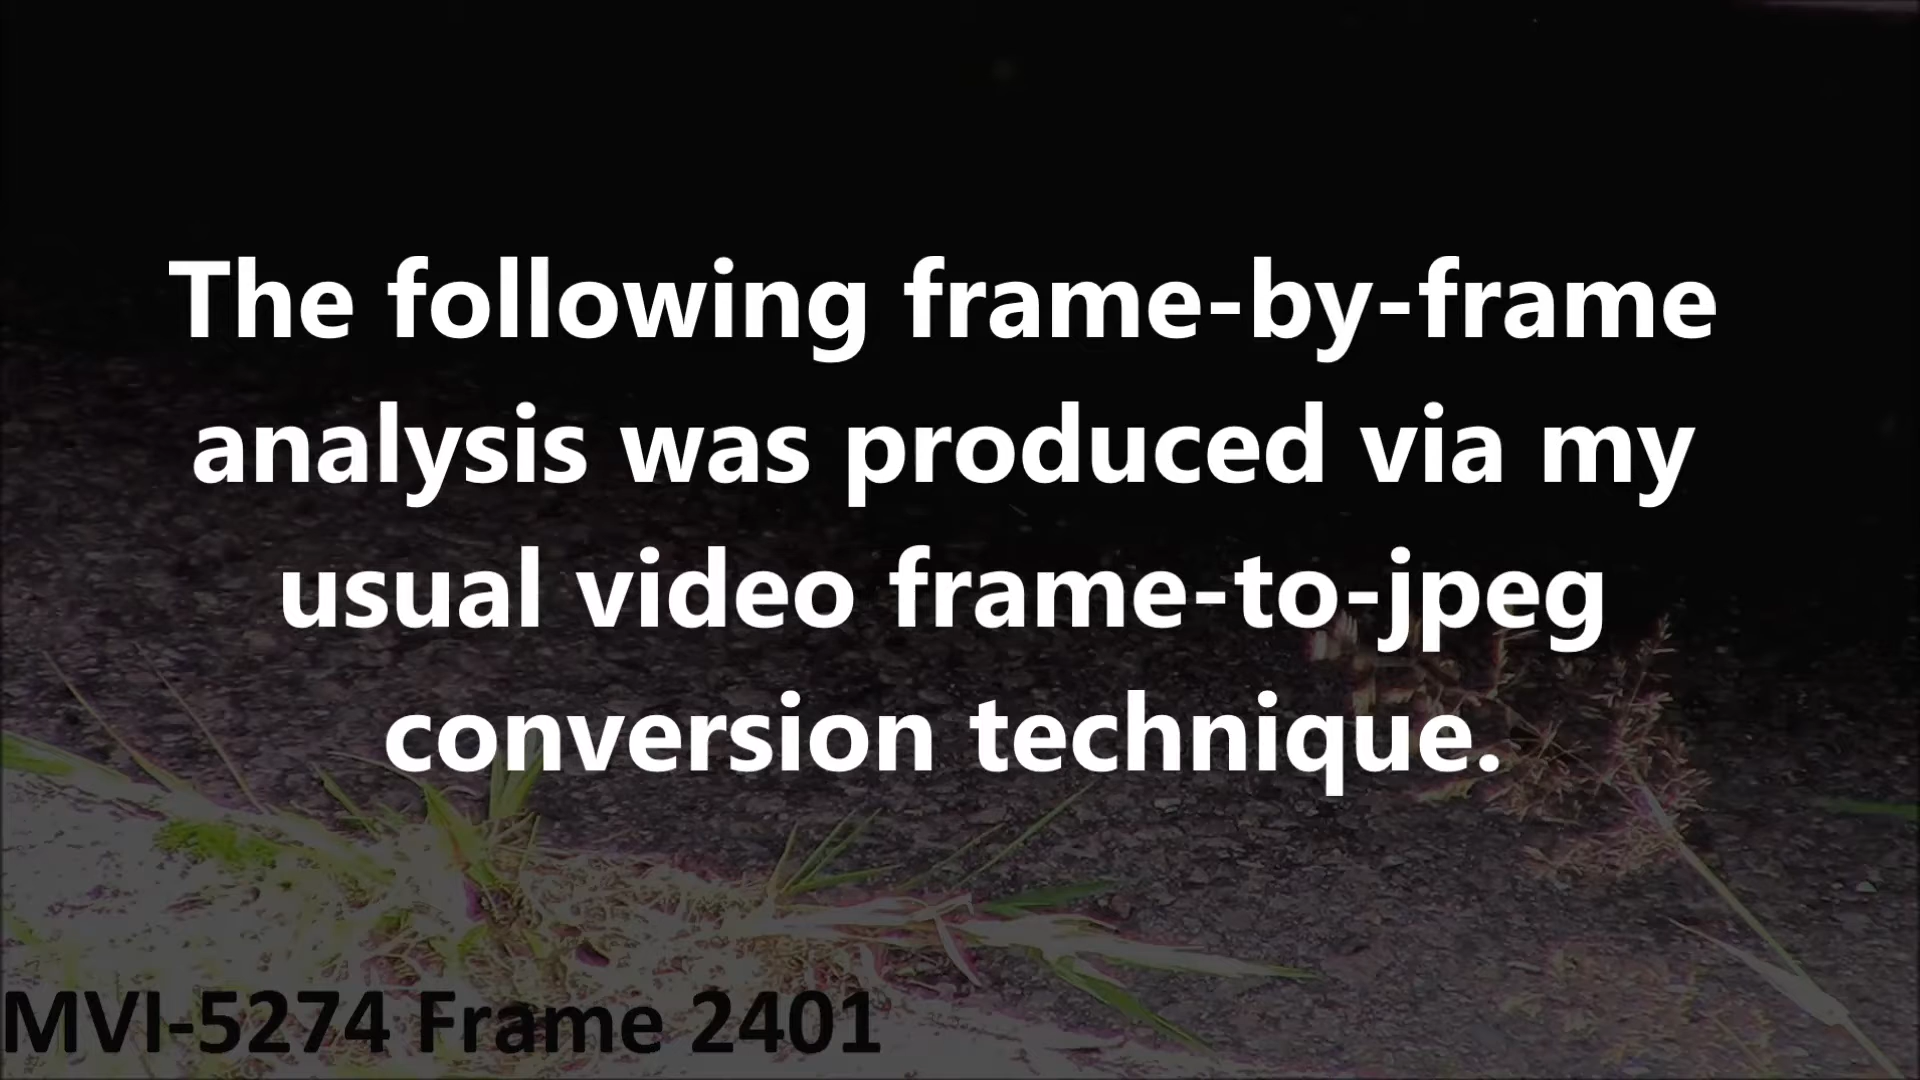 The following frame-by-frame
analysis was produced via my
usual video frame-to-jpeg
conversion technique.
MVI-5274 Frame 2401